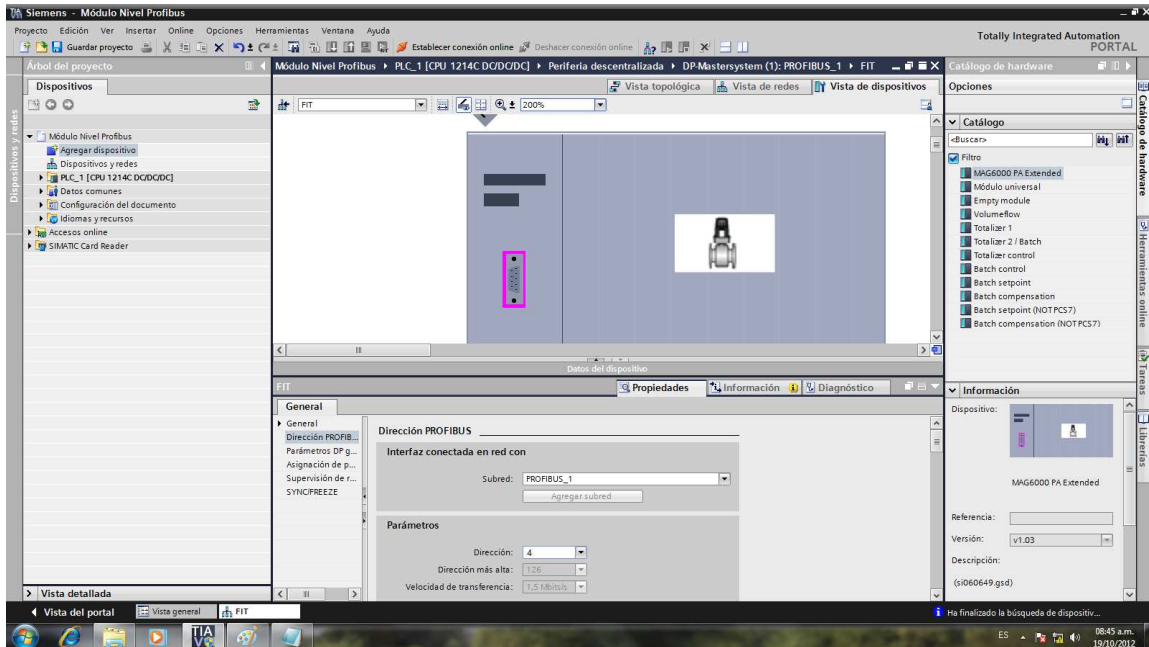 Siemens - Módulo Nivel Profibus
Proyecto Edición Ver Insertar Online Opciones Herramientas Ventana Ayuda
Guardar proyecto Establecer conexión online Deshacer conexión online
Totally Integrated Automation
PORTAL
Árbol del proyecto
Dispositivos
Módulo Nivel Profibus
Agregar dispositivo
Dispositivos y redes
PLC_1 [CPU 1214C DC/DC/DC]
Datos comunes
Configuración del documento
Idiomas y recursos
Accesos online
SIMATIC Card Reader
Vista detallada
Dispositivos y redes
Módulo Nivel Profibus PLC_1 [CPU 1214C DC/DC/DC] Periferia descentralizada DP-Mastersystem (1): PROFIBUS_1 FIT
Vista topológica Vista de redes Vista de dispositivos
FIT 200%
Datos del dispositivo
FIT
Propiedades Información Diagnóstico
General
General
Dirección PROFIB...
Parámetros DP g...
Asignación de p...
Supervisión de r...
SYNC/FREEZE
Dirección PROFIBUS
Interfaz conectada en red con
Subred: PROFIBUS_1
Agregar subred
Parámetros
Dirección: 4
Dirección más alta: 126
Velocidad de transferencia: 1,5 Mbits/s
Catálogo de hardware
Opciones
Catálogo
<Buscar>
Filtro
MAG6000 PA Extended
Módulo universal
Empty module
Volumeflow
Totalizer 1
Totalizer 2 / Batch
Totalizer control
Batch control
Batch setpoint
Batch compensation
Batch setpoint (NOT PCS7)
Batch compensation (NOT PCS7)
Información
Dispositivo:
MAG6000 PA Extended
Referencia:
Versión: v1.03
Descripción:
(si060649.gsd)
Catálogo de hardware
Herramientas online
Tareas
Librerías
Vista del portal Vista general FIT
Ha finalizado la búsqueda de dispositiv...
TIA V
ES 08:45 a.m.
19/10/2012